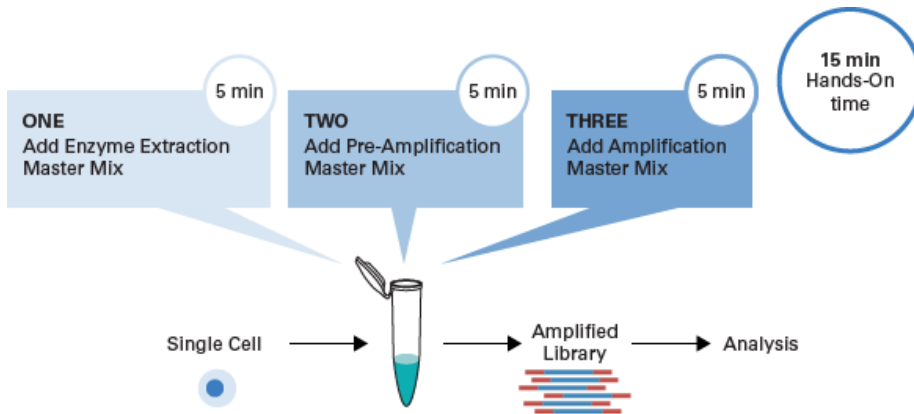 5 min
ONE
Add Enzyme Extraction
Master Mix
5 min
TWO
Add Pre-Amplification
Master Mix
5 min
THREE
Add Amplification
Master Mix
15 min
Hands-On
time
Single Cell
Amplified
Library
Analysis